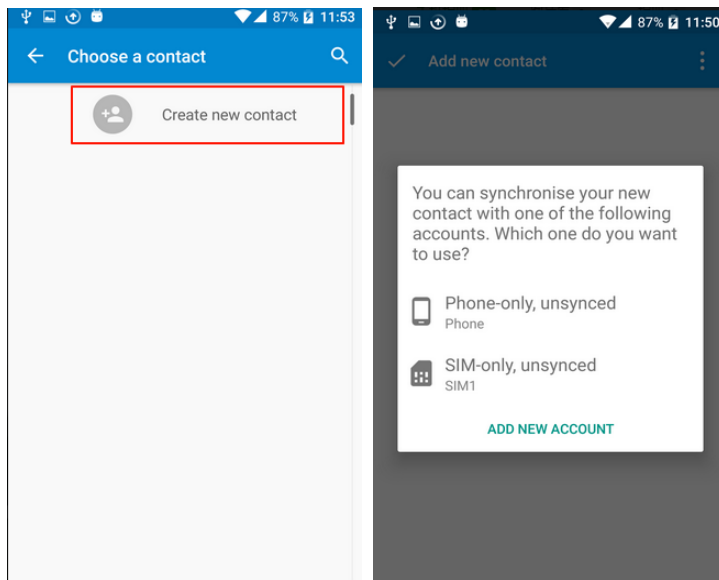 87% 11:53
Choose a contact
Create new contact
87% 11:50
Add new contact
You can synchronise your new
contact with one of the following
accounts. Which one do you want
to use?
Phone-only, unsynced
Phone
SIM-only, unsynced
SIM1
ADD NEW ACCOUNT